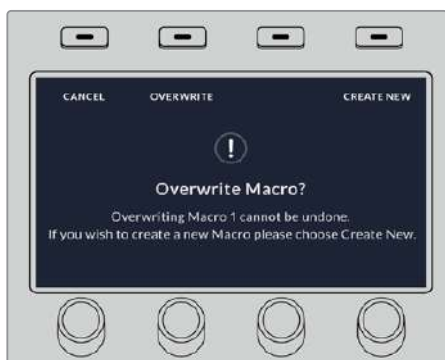 CANCEL OVERWRITE CREATE NEW
!
Overwrite Macro?
Overwriting Macro 1 cannot be undone.
If you wish to create a new Macro please choose Create New.